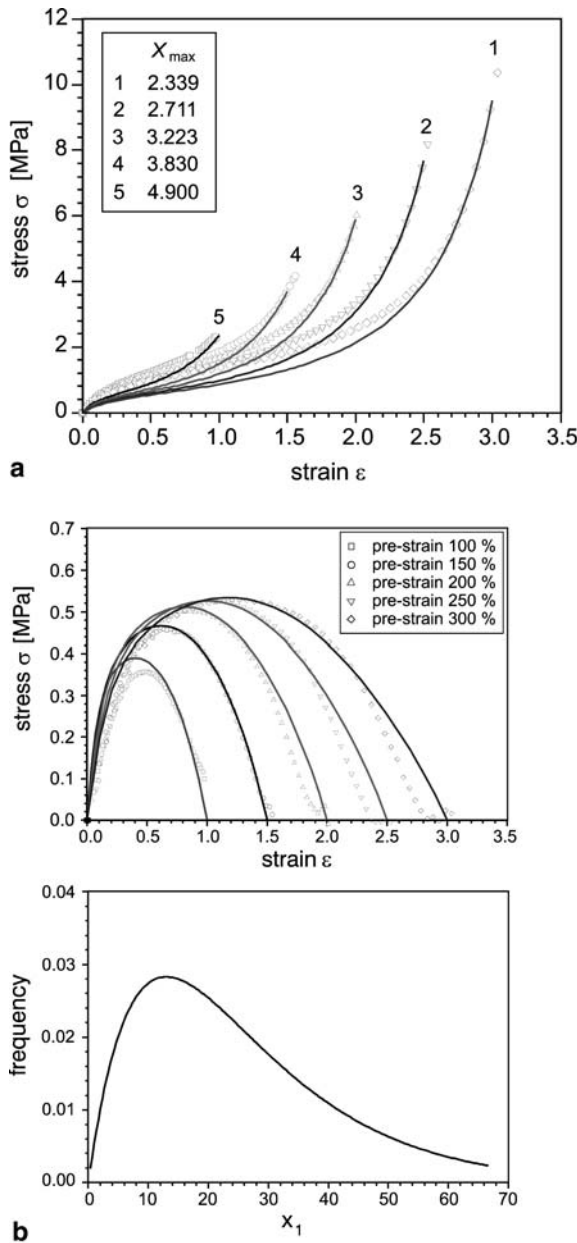 12
10
8
6
4
2
0
stress σ [MPa]
X max
1 2.339
2 2.711
3 3.223
4 3.830
5 4.900
1
2
3
4
5
0.0 0.5 1.0 1.5 2.0 2.5 3.0 3.5
strain ε
a
0.7
0.6
0.5
0.4
0.3
0.2
0.1
0.0
stress σ [MPa]
pre-strain 100 %
pre-strain 150 %
pre-strain 200 %
pre-strain 250 %
pre-strain 300 %
0.0 0.5 1.0 1.5 2.0 2.5 3.0 3.5
strain ε
0.04
0.03
0.02
0.01
0.00
frequency
0 10 20 30 40 50 60 70
x1
b